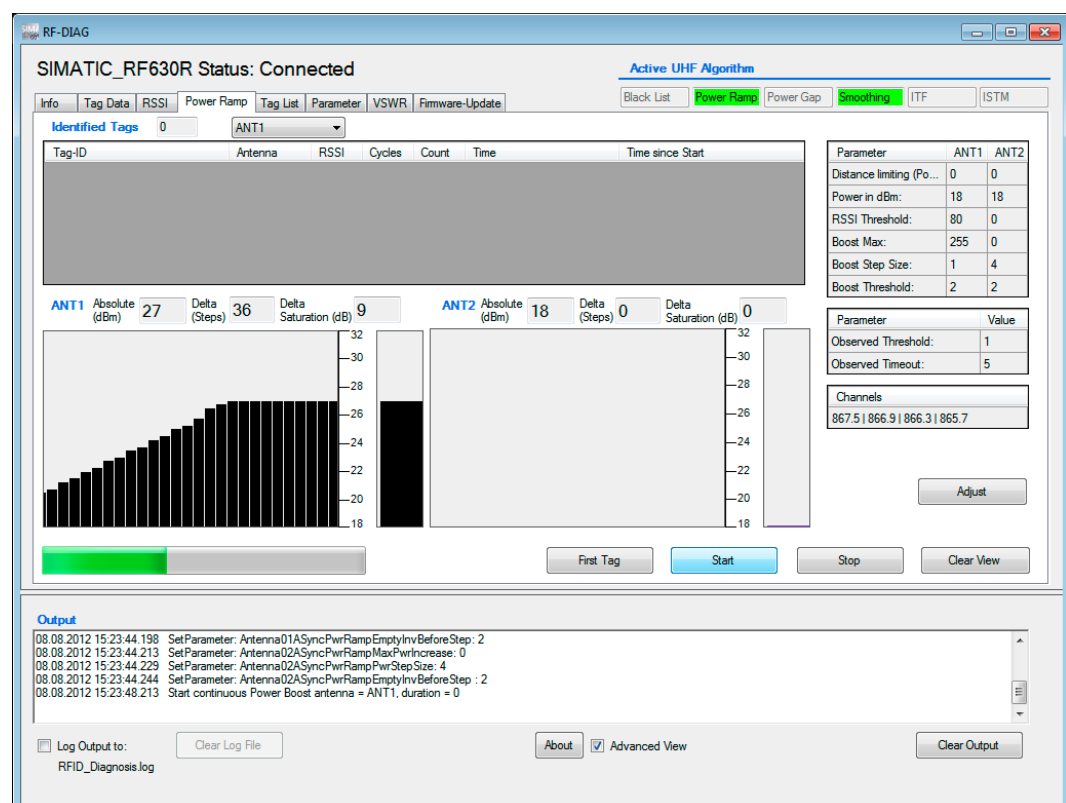 RF-DIAG
SIMATIC_RF630R Status: Connected
Active UHF Algorithm
Info Tag Data RSSI Power Ramp Tag List Parameter VSWR Firmware-Update
Black List Power Ramp Power Gap Smoothing ITF ISTM
Identified Tags 0 ANT1
Tag-ID Antenna RSSI Cycles Count Time Time since Start
Parameter ANT1 ANT2
Distance limiting (Po... 0 0
Power in dBm: 18 18
RSSI Threshold: 80 0
Boost Max: 255 0
Boost Step Size: 1 4
Boost Threshold: 2 2
ANT1 Absolute (dBm) 27 Delta (Steps) 36 Delta Saturation (dB) 9
ANT2 Absolute (dBm) 18 Delta (Steps) 0 Delta Saturation (dB) 0
32
30
28
26
24
22
20
18
32
30
28
26
24
22
20
18
Parameter Value
Observed Threshold: 1
Observed Timeout: 5
Channels
867.5 | 866.9 | 866.3 | 865.7
Adjust
First Tag Start Stop Clear View
Output
08.08.2012 15:23:44.198 SetParameter: Antenna01ASyncPwrRampEmptyInvBeforeStep: 2
08.08.2012 15:23:44.213 SetParameter: Antenna02ASyncPwrRampMaxPwrIncrease: 0
08.08.2012 15:23:44.229 SetParameter: Antenna02ASyncPwrRampPwrStepSize: 4
08.08.2012 15:23:44.244 SetParameter: Antenna02ASyncPwrRampEmptyInvBeforeStep : 2
08.08.2012 15:23:48.213 Start continuous Power Boost antenna = ANT1, duration = 0
Log Output to: Clear Log File About Advanced View Clear Output
RFID_Diagnosis.log